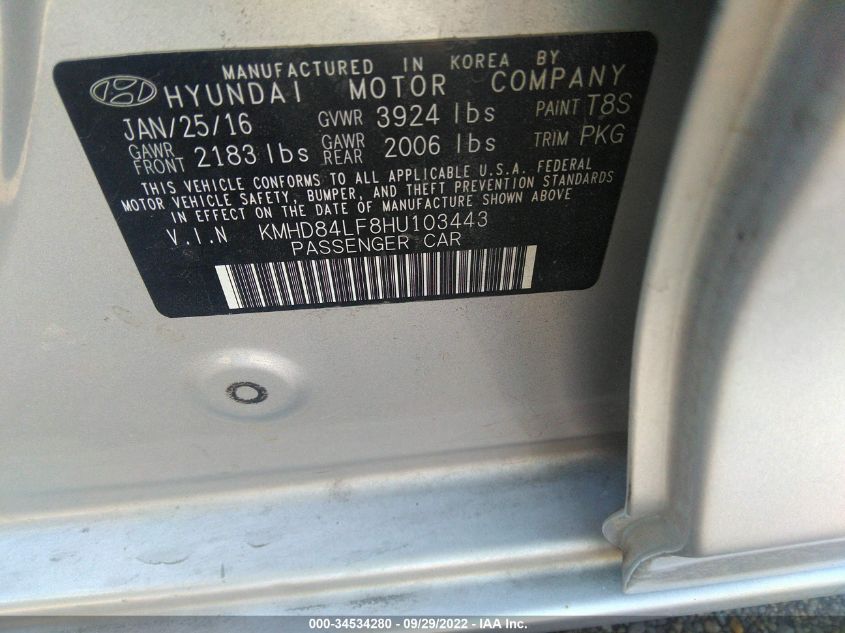 MANUFACTURED IN KOREA BY
HYUNDAI MOTOR COMPANY
JAN/25/16 GVWR 3924 lbs PAINT T8S
GAWR FRONT 2183 lbs GAWR REAR 2006 lbs TRIM PKG
THIS VEHICLE CONFORMS TO ALL APPLICABLE U.S.A. FEDERAL
MOTOR VEHICLE SAFETY, BUMPER, AND THEFT PREVENTION STANDARDS
IN EFFECT ON THE DATE OF MANUFACTURE SHOWN ABOVE
V.I.N KMHD84LF8HU103443
PASSENGER CAR
000-34534280 - 09/29/2022 - IAA Inc.